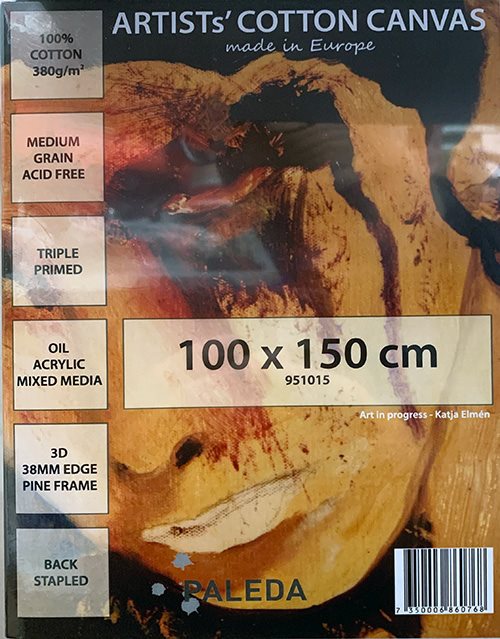 ARTISTs' COTTON CANVAS
made in Europe
100%
COTTON
380g/m²
MEDIUM
GRAIN
ACID FREE
TRIPLE
PRIMED
OIL
ACRYLIC
MIXED MEDIA
100 x 150 cm
951015
Art in progress - Katja Elmén
3D
38MM EDGE
PINE FRAME
BACK
STAPLED
PALEDA
7 350006 860768